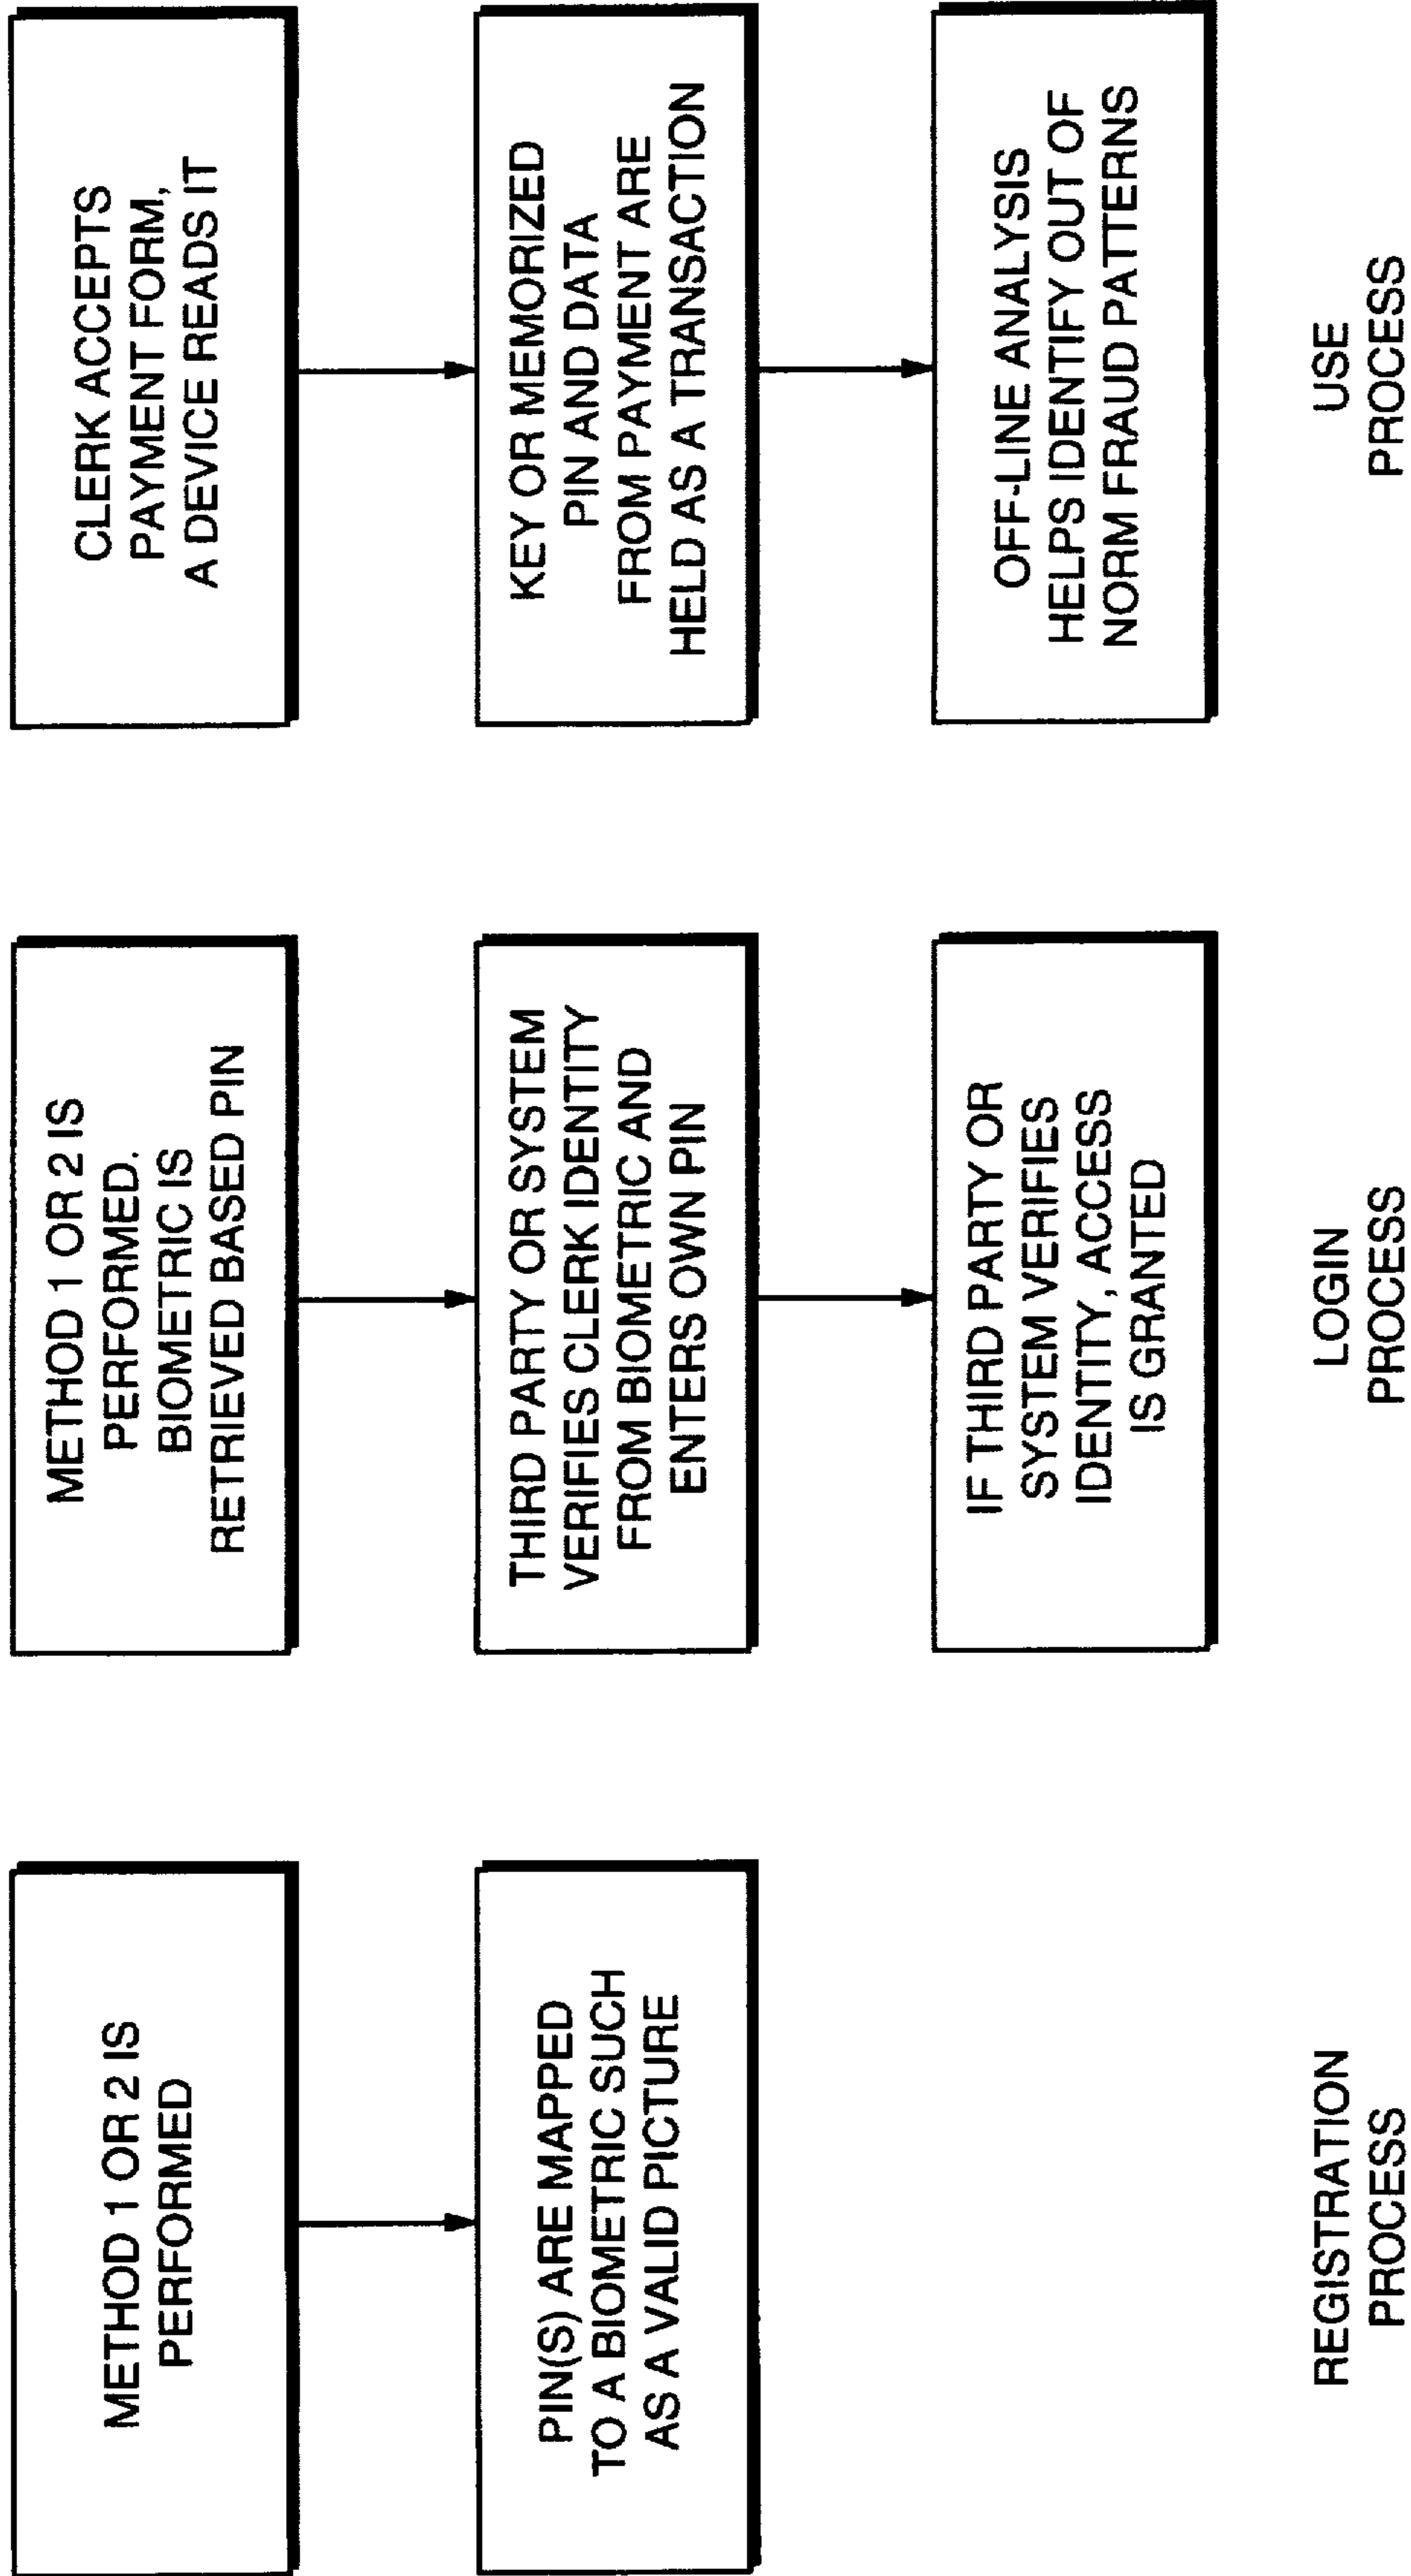 METHOD 1 OR 2 IS
PERFORMED
PIN(S) ARE MAPPED
TO A BIOMETRIC SUCH
AS A VALID PICTURE
REGISTRATION
PROCESS
METHOD 1 OR 2 IS
PERFORMED.
BIOMETRIC IS
RETRIEVED BASED PIN
THIRD PARTY OR SYSTEM
VERIFIES CLERK IDENTITY
FROM BIOMETRIC AND
ENTERS OWN PIN
IF THIRD PARTY OR
SYSTEM VERIFIES
IDENTITY, ACCESS
IS GRANTED
LOGIN
PROCESS
CLERK ACCEPTS
PAYMENT FORM,
A DEVICE READS IT
KEY OR MEMORIZED
PIN AND DATA
FROM PAYMENT ARE
HELD AS A TRANSACTION
OFF-LINE ANALYSIS
HELPS IDENTIFY OUT OF
NORM FRAUD PATTERNS
USE
PROCESS